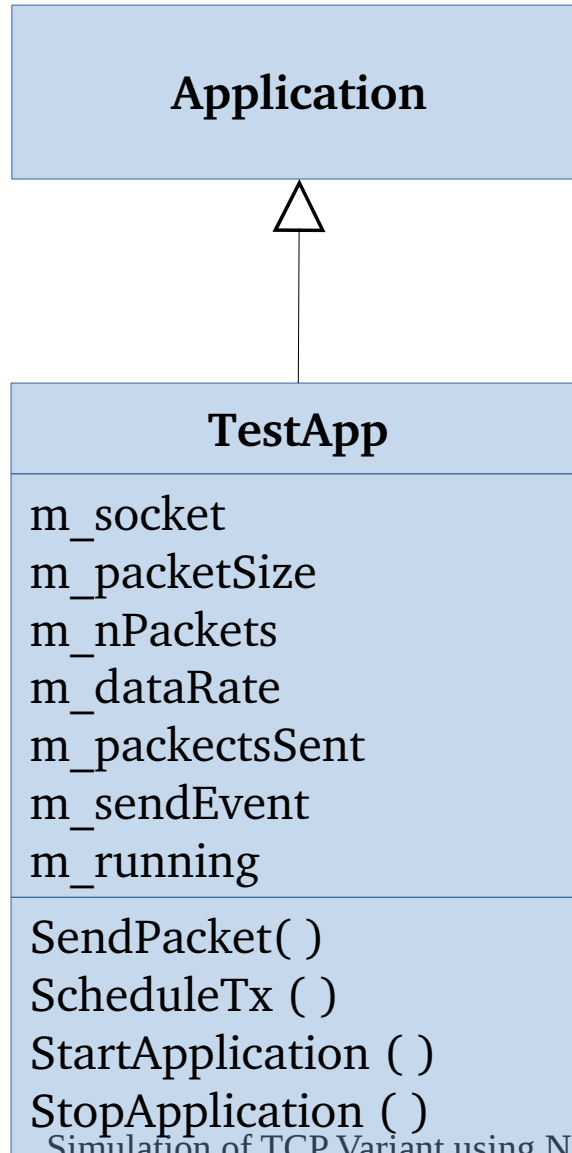 Application
TestApp
m_socket
m_packetSize
m_nPackets
m_dataRate
m_packectsSent
m_sendEvent
m_running
SendPacket( )
ScheduleTx ( )
StartApplication ( )
StopApplication ( )
Simulation of TCP Variant using N